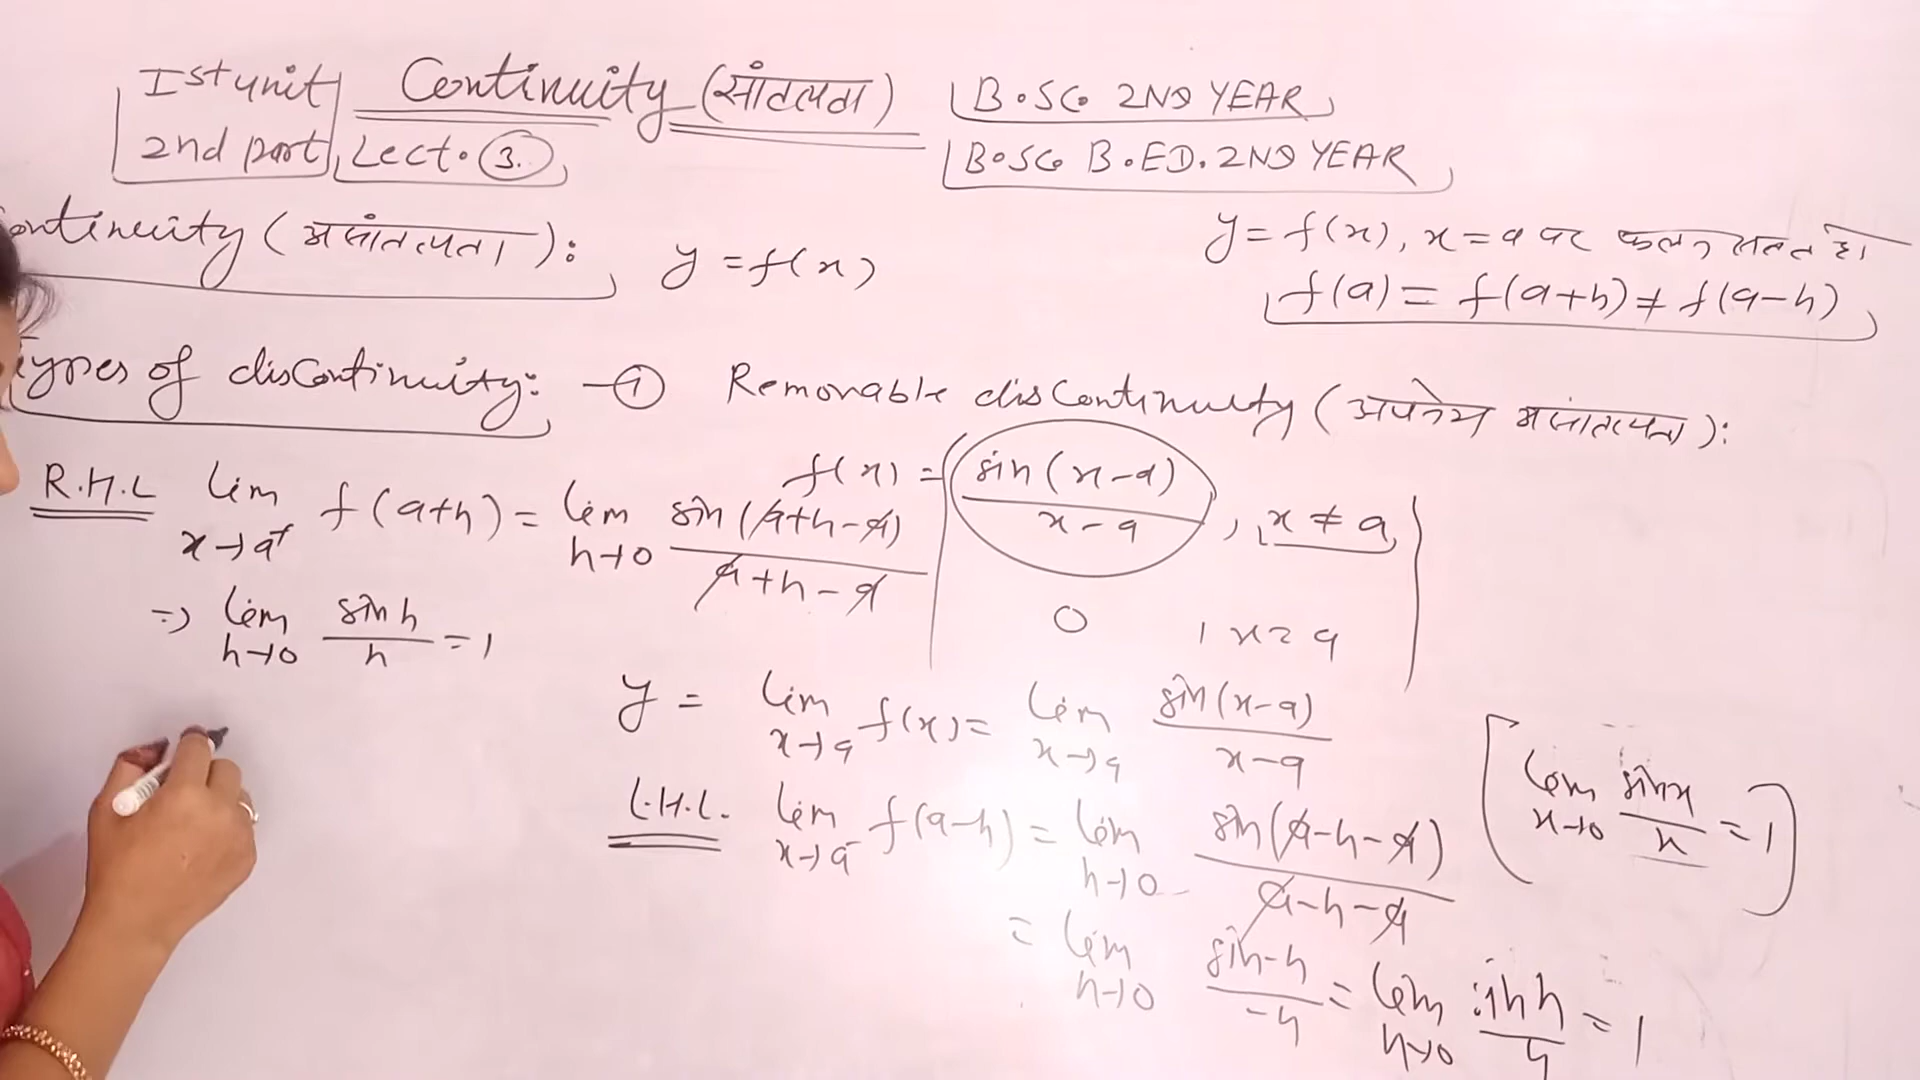 Ist unit Continuity (सांतत्यता) B.SC. 2ND YEAR
2nd part Lect. 3. B.SC. B.ED. 2ND YEAR
ontinuity (असांतत्यता): y = f(x)
y = f(x), x = a पर फलन सतत है।
f(a) = f(a+h) ≠ f(a-h)
Types of discontinuity: - 1 Removable discontinuity (अपनेय असांतत्यता):
f(x) = sin(x-a) / x-a , x ≠ a
0 , x = a
R.H.L lim x→a⁺ f(a+h) = lim h→0 sin(a+h-a) / a+h-a
⇒ lim h→0 sin h / h = 1
y = lim x→a f(x) = lim x→a sin(x-a) / x-a
[lim x→0 sin x / x = 1]
L.H.L. lim x→a⁻ f(a-h) = lim h→0 sin(a-h-a) / a-h-a
= lim h→0 sin-h / -h = lim h→0 sin h / h = 1